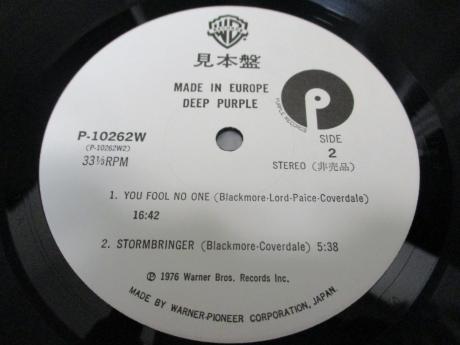 見本盤
MADE IN EUROPE
DEEP PURPLE
PURPLE RECORDS
P-10262W
(P-10262W2)
33⅓RPM
SIDE
2
STEREO (非売品)
1. YOU FOOL NO ONE (Blackmore-Lord-Paice-Coverdale)
16:42
2. STORMBRINGER (Blackmore-Coverdale) 5:38
Ⓟ 1976 Warner Bros. Records Inc.
MADE BY WARNER-PIONEER CORPORATION, JAPAN.